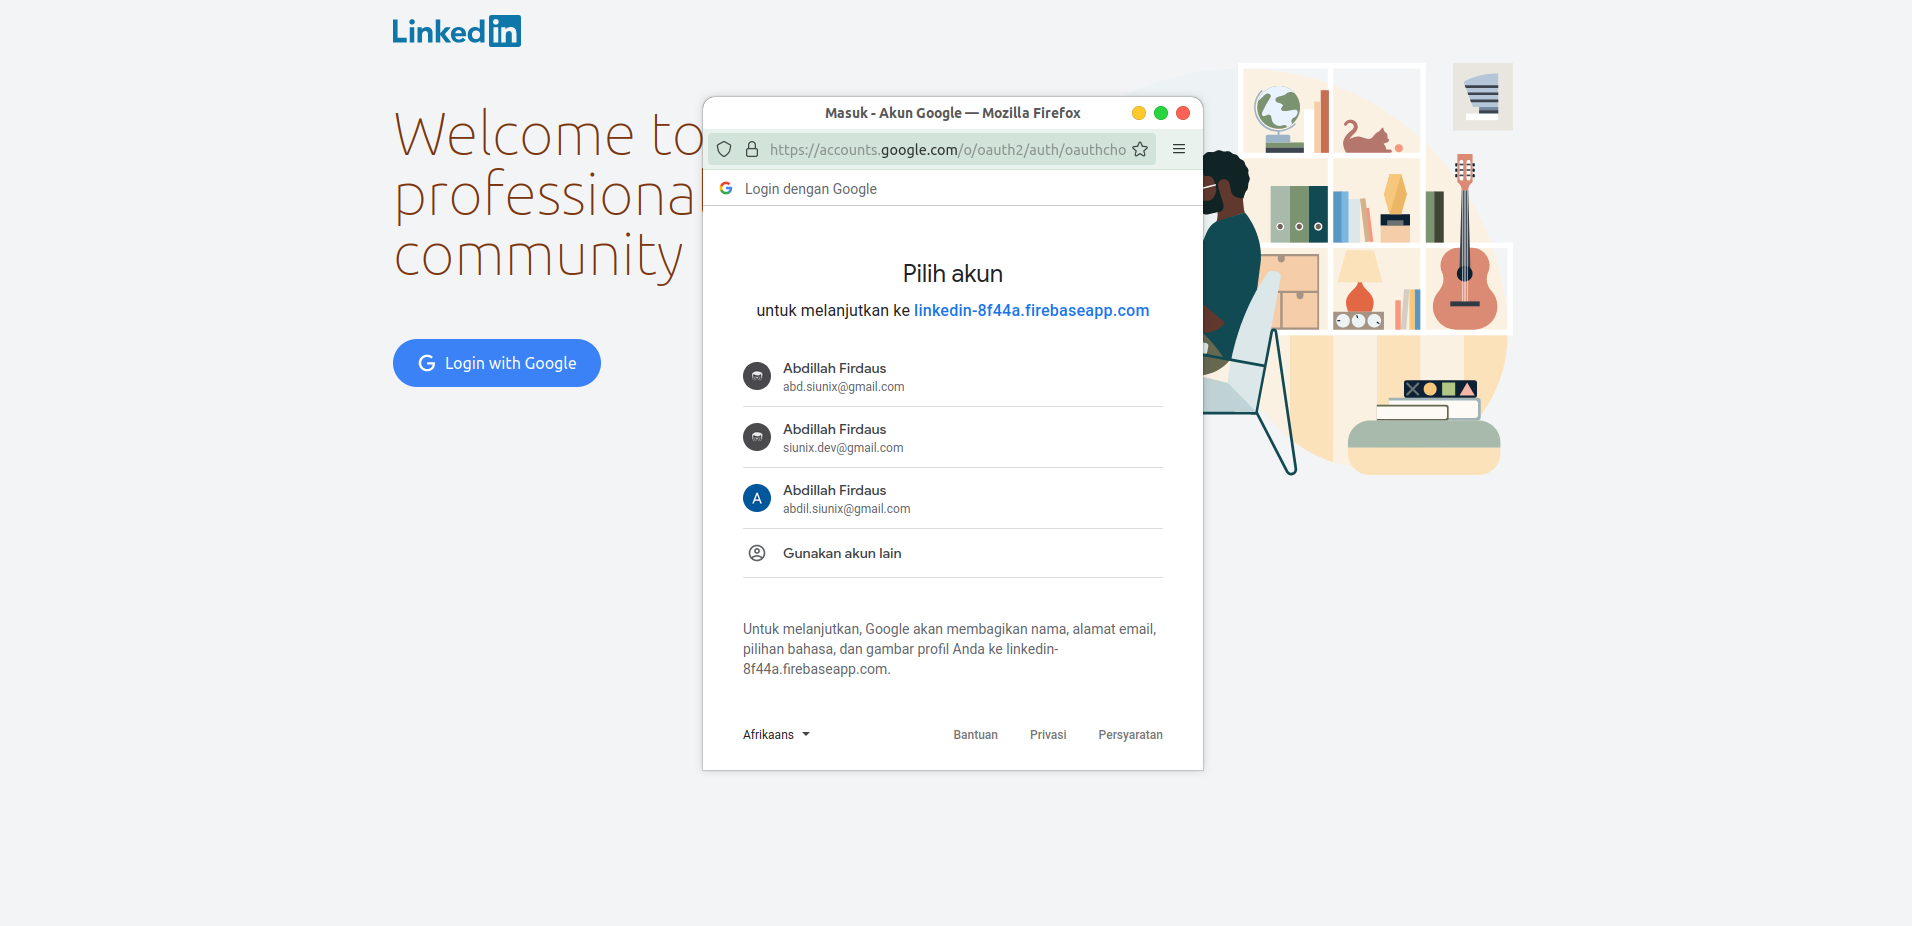 Linked in
Welcome to
professiona
community
Login with Google
Masuk - Akun Google — Mozilla Firefox
https://accounts.google.com/o/oauth2/auth/oauthcho
Login dengan Google
Pilih akun
untuk melanjutkan ke linkedin-8f44a.firebaseapp.com
Abdillah Firdaus
abd.siunix@gmail.com
Abdillah Firdaus
siunix.dev@gmail.com
A
Abdillah Firdaus
abdil.siunix@gmail.com
Gunakan akun lain
Untuk melanjutkan, Google akan membagikan nama, alamat email,
pilihan bahasa, dan gambar profil Anda ke linkedin-
8f44a.firebaseapp.com.
Afrikaans Bantuan Privasi Persyaratan